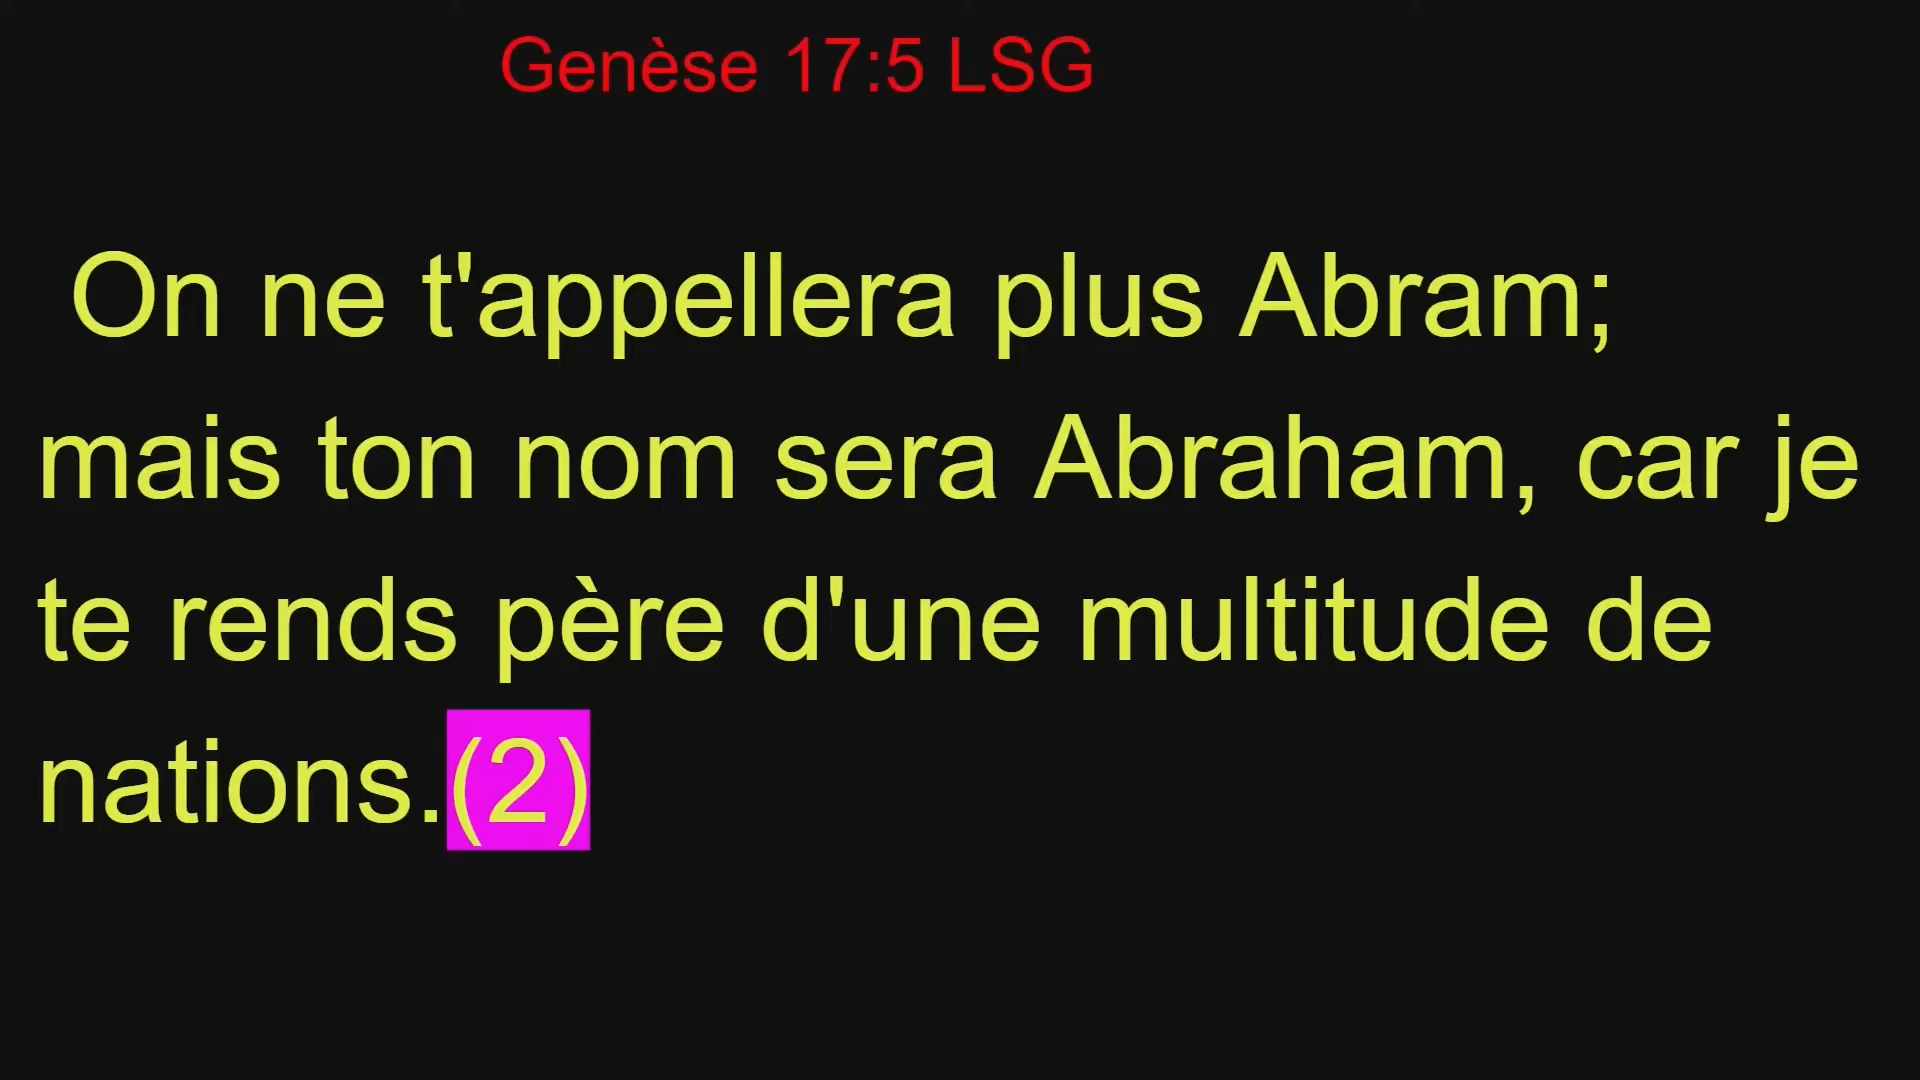 Genèse 17:5 LSG
On ne t'appellera plus Abram;
mais ton nom sera Abraham, car je
te rends père d'une multitude de
nations.(2)